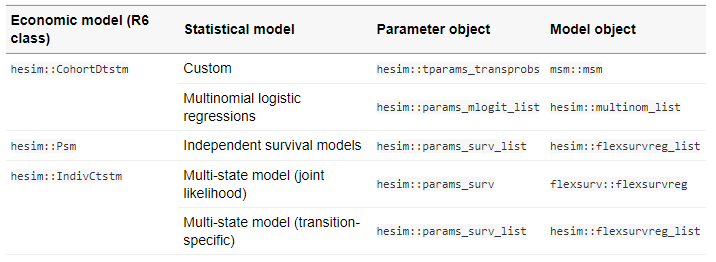 Economic model (R6 class) Statistical model Parameter object Model object
hesim::CohortDtstm Custom hesim::tparams_transprobs msm::msm
Multinomial logistic regressions hesim::params_mlogit_list hesim::multinom_list
hesim::Psm Independent survival models hesim::params_surv_list hesim::flexsurvreg_list
hesim::IndivCtstm Multi-state model (joint likelihood) hesim::params_surv flexsurv::flexsurvreg
Multi-state model (transition-specific) hesim::params_surv_list hesim::flexsurvreg_list